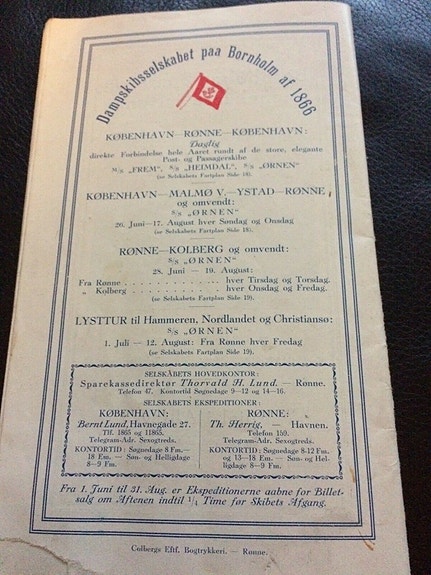 Dampskibsselskabet paa Bornholm af 1866
KØBENHAVN—RØNNE—KØBENHAVN:
Daglig
direkte Forbindelse hele Aaret rundt af de store, elegante
Post- og Passagerskibe
M/s „FREM“, S/s „HEIMDAL“, S/s „ØRNEN“
(se Selskabets Fartplan Side 18).
KØBENHAVN—MALMØ V.—YSTAD—RØNNE
og omvendt:
S/s „ØRNEN“
26. Juni—17. August hver Søndag og Onsdag
(se Selskabets Fartplan Side 18).
RØNNE—KOLBERG og omvendt:
S/s „ØRNEN“
28. Juni — 19. August:
Fra Rønne . . . . . . . . . . . . hver Tirsdag og Torsdag.
„ Kolberg . . . . . . . . . . . . hver Onsdag og Fredag.
(se Selskabets Fartplan Side 19).
LYSTTUR til Hammeren, Nordlandet og Christiansø:
S/s „ØRNEN“
1. Juli — 12. August: Fra Rønne hver Fredag
(se Selskabets Fartplan Side 19).
SELSKABETS HOVEDKONTOR:
Sparekassedirektør Thorvald H. Lund. — Rønne.
Telefon 47. Kontortid Søgnedage 9—12 og 14—16.
SELSKABETS EKSPEDITIONER:
KØBENHAVN:
Bernt Lund, Havnegade 27.
Tlf. 1865 og 11865.
Telegram-Adr. Sexogtreds.
KONTORTID: Søgnedage 8 Fm.—
18 Em. — Søn- og Helligdage
8—9 Fm.
RØNNE:
Th. Herrig. — Havnen.
Telefon 150.
Telegram-Adr. Sexogtreds.
KONTORTID: Søgnedage 8-12 Fm.
og 13—18 Em. — Søn- og Hel-
ligdage 8—9 Fm.
Fra 1. Juni til 31. Aug. er Ekspeditionerne aabne for Billet-
salg om Aftenen indtil 1/4 Time før Skibets Afgang.
Colbergs Eftf. Bogtrykkeri. — Rønne.